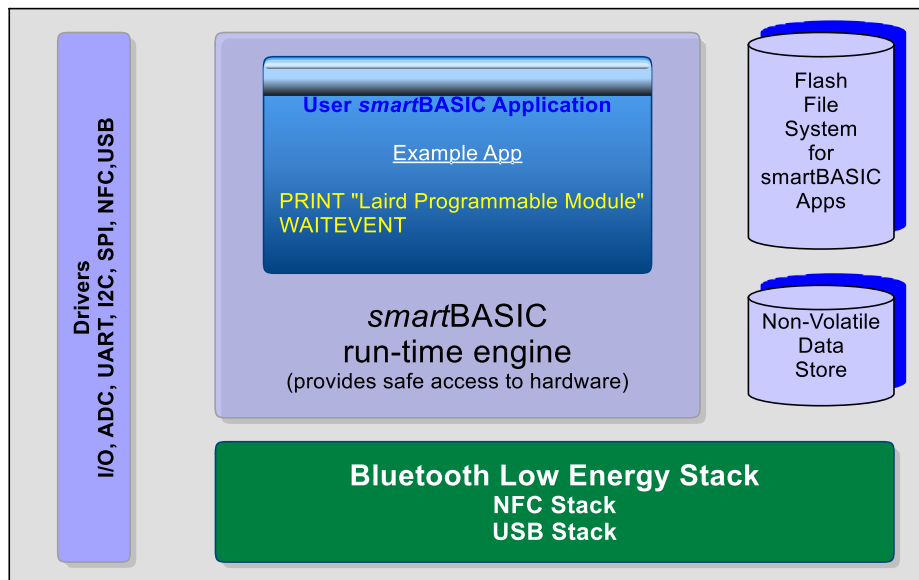 Drivers
I/O, ADC, UART, I2C, SPI, NFC,USB
User smartBASIC Application
Example App
PRINT "Laird Programmable Module"
WAITEVENT
smartBASIC
run-time engine
(provides safe access to hardware)
Flash
File
System
for
smartBASIC
Apps
Non-Volatile
Data
Store
Bluetooth Low Energy Stack
NFC Stack
USB Stack